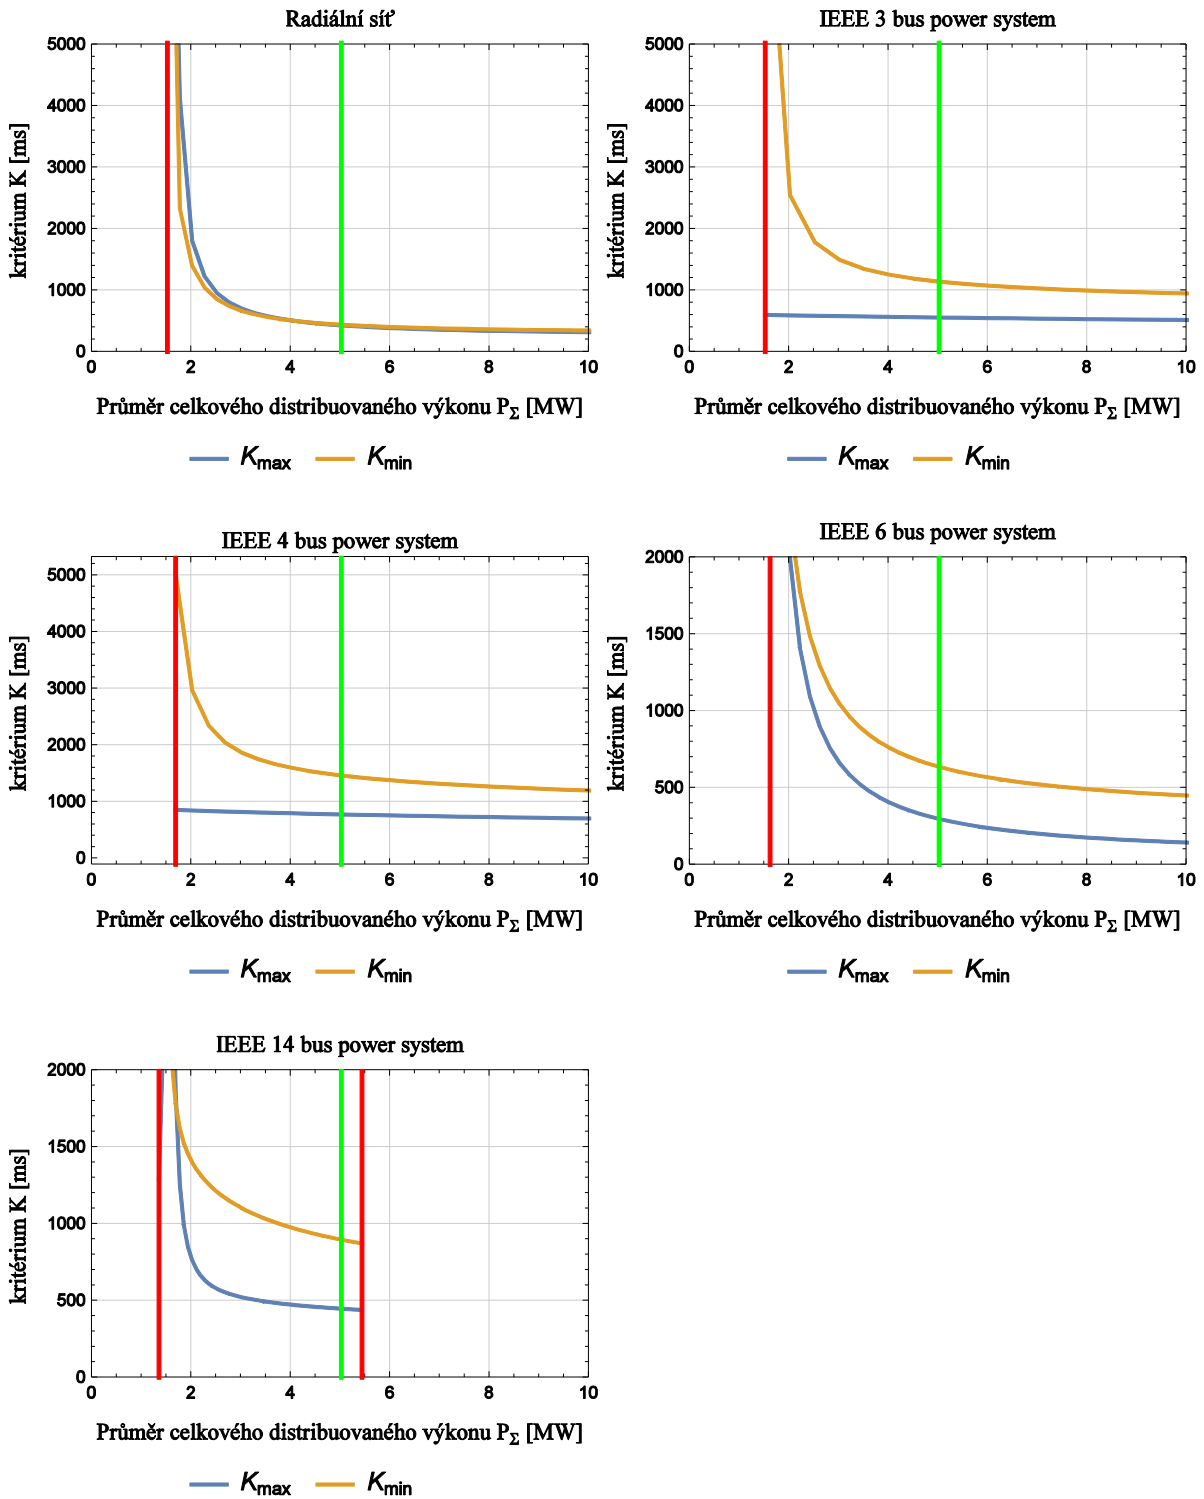 Radiální síť
5000
4000
3000
2000
1000
0
kritérium K [ms]
0 2 4 6 8 10
Průměr celkového distribuovaného výkonu PΣ [MW]
Kmax Kmin
IEEE 3 bus power system
5000
4000
3000
2000
1000
0
kritérium K [ms]
0 2 4 6 8 10
Průměr celkového distribuovaného výkonu PΣ [MW]
Kmax Kmin
IEEE 4 bus power system
5000
4000
3000
2000
1000
0
kritérium K [ms]
0 2 4 6 8 10
Průměr celkového distribuovaného výkonu PΣ [MW]
Kmax Kmin
IEEE 6 bus power system
2000
1500
1000
500
0
kritérium K [ms]
0 2 4 6 8 10
Průměr celkového distribuovaného výkonu PΣ [MW]
Kmax Kmin
IEEE 14 bus power system
2000
1500
1000
500
0
kritérium K [ms]
0 2 4 6 8 10
Průměr celkového distribuovaného výkonu PΣ [MW]
Kmax Kmin